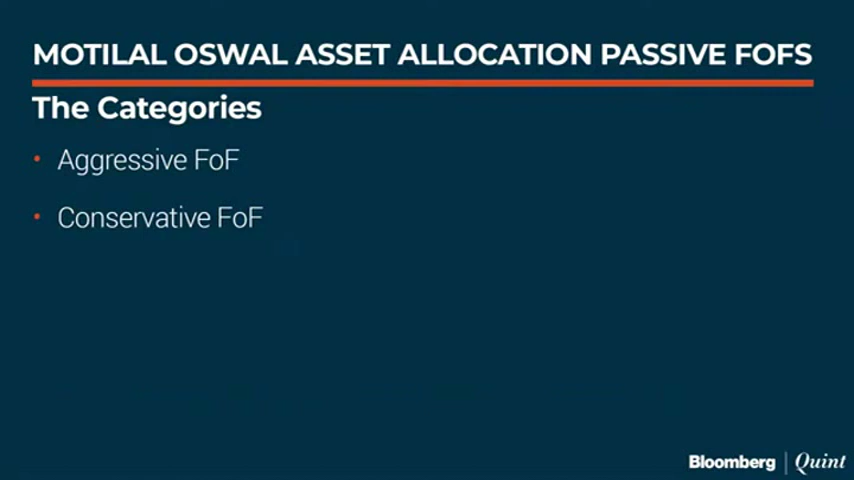 MOTILAL OSWAL ASSET ALLOCATION PASSIVE FOFS
The Categories
• Aggressive FoF
• Conservative FoF
Bloomberg | Quint